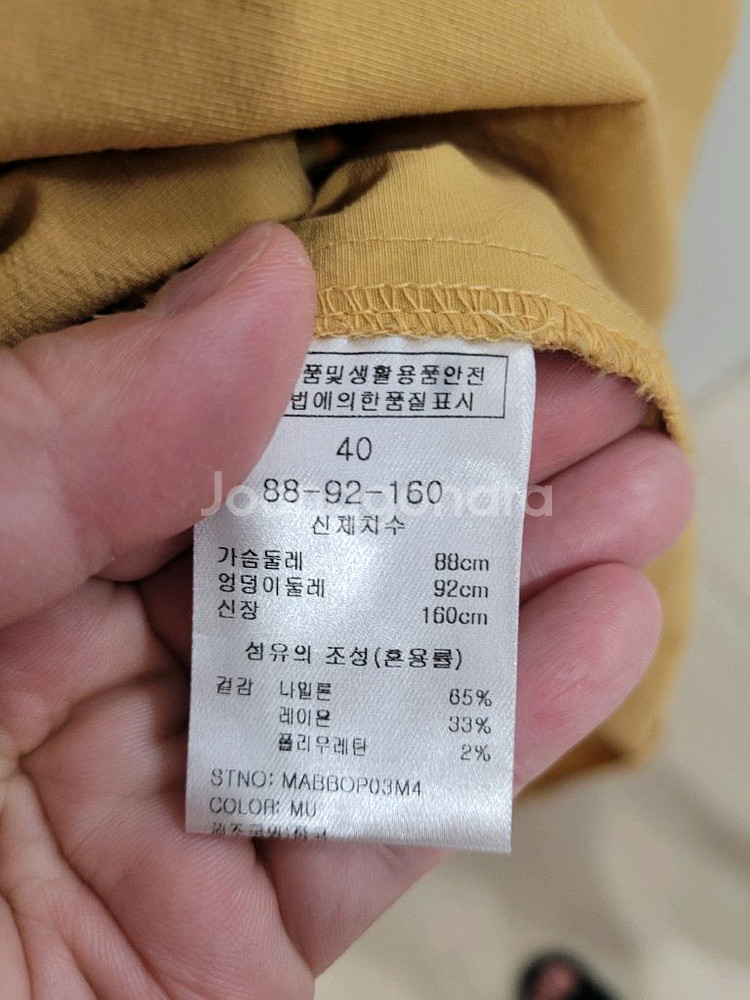 품및생활용품안전
법에의한품질표시
40
88-92-160
신체치수
가슴둘레 88cm
엉덩이둘레 92cm
신장 160cm
섬유의 조성(혼용률)
겉감 나일론 65%
레이온 33%
폴리우레탄 2%
STNO: MABBOP03M4
COLOR: MU